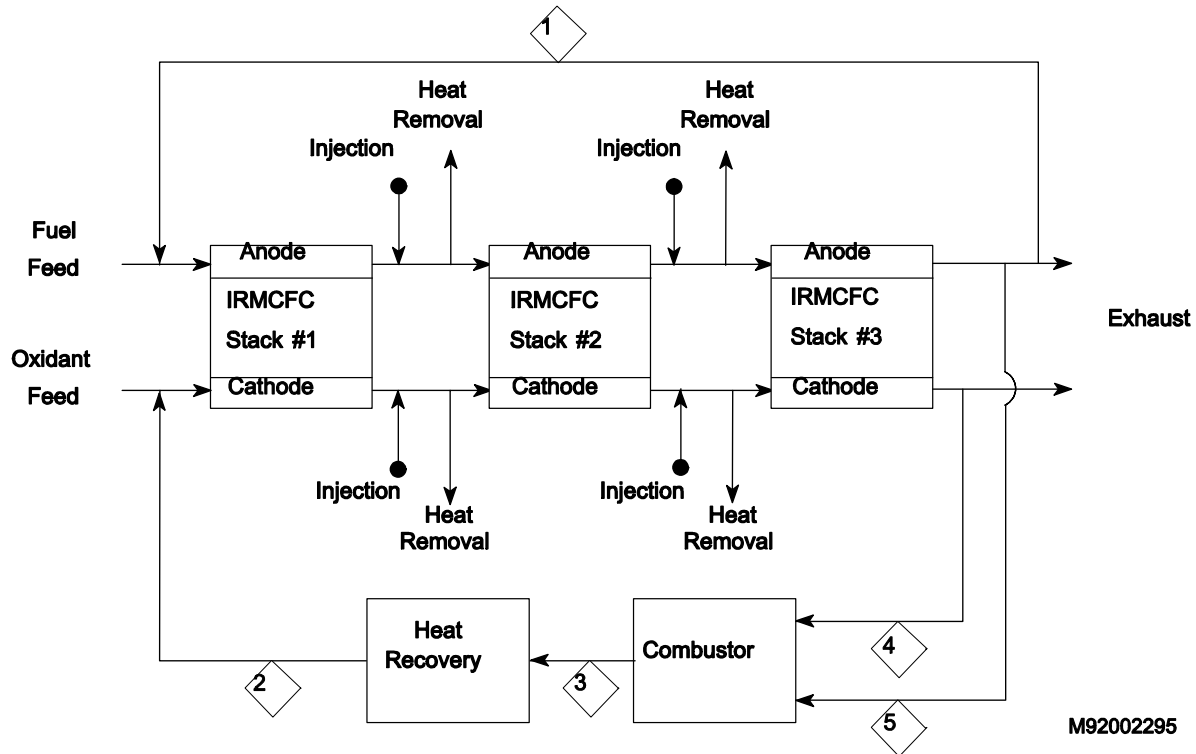 1
Heat
Removal
Heat
Removal
Injection
Injection
Fuel
Feed
Anode
Anode
Anode
IRMCFC
Stack #1
IRMCFC
Stack #2
IRMCFC
Stack #3
Exhaust
Oxidant
Feed
Cathode
Cathode
Cathode
Injection
Heat
Removal
Injection
Heat
Removal
Heat
Recovery
Combustor
4
2
3
5
M92002295